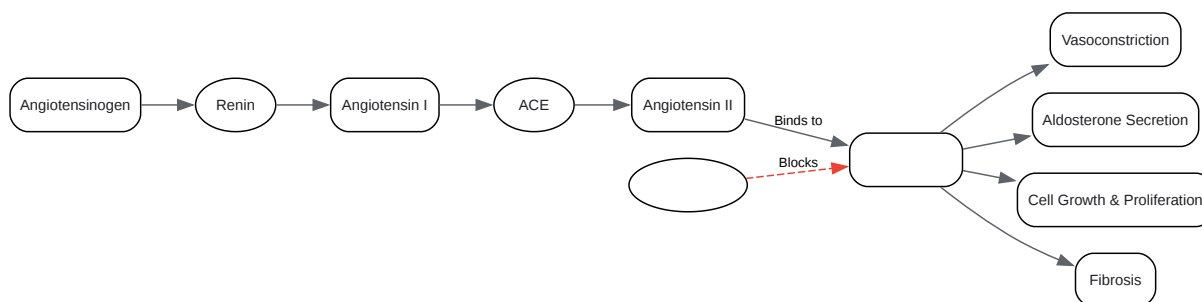 Angiotensinogen
Renin
Angiotensin I
ACE
Angiotensin II
Binds to
Blocks
Vasoconstriction
Aldosterone Secretion
Cell Growth & Proliferation
Fibrosis